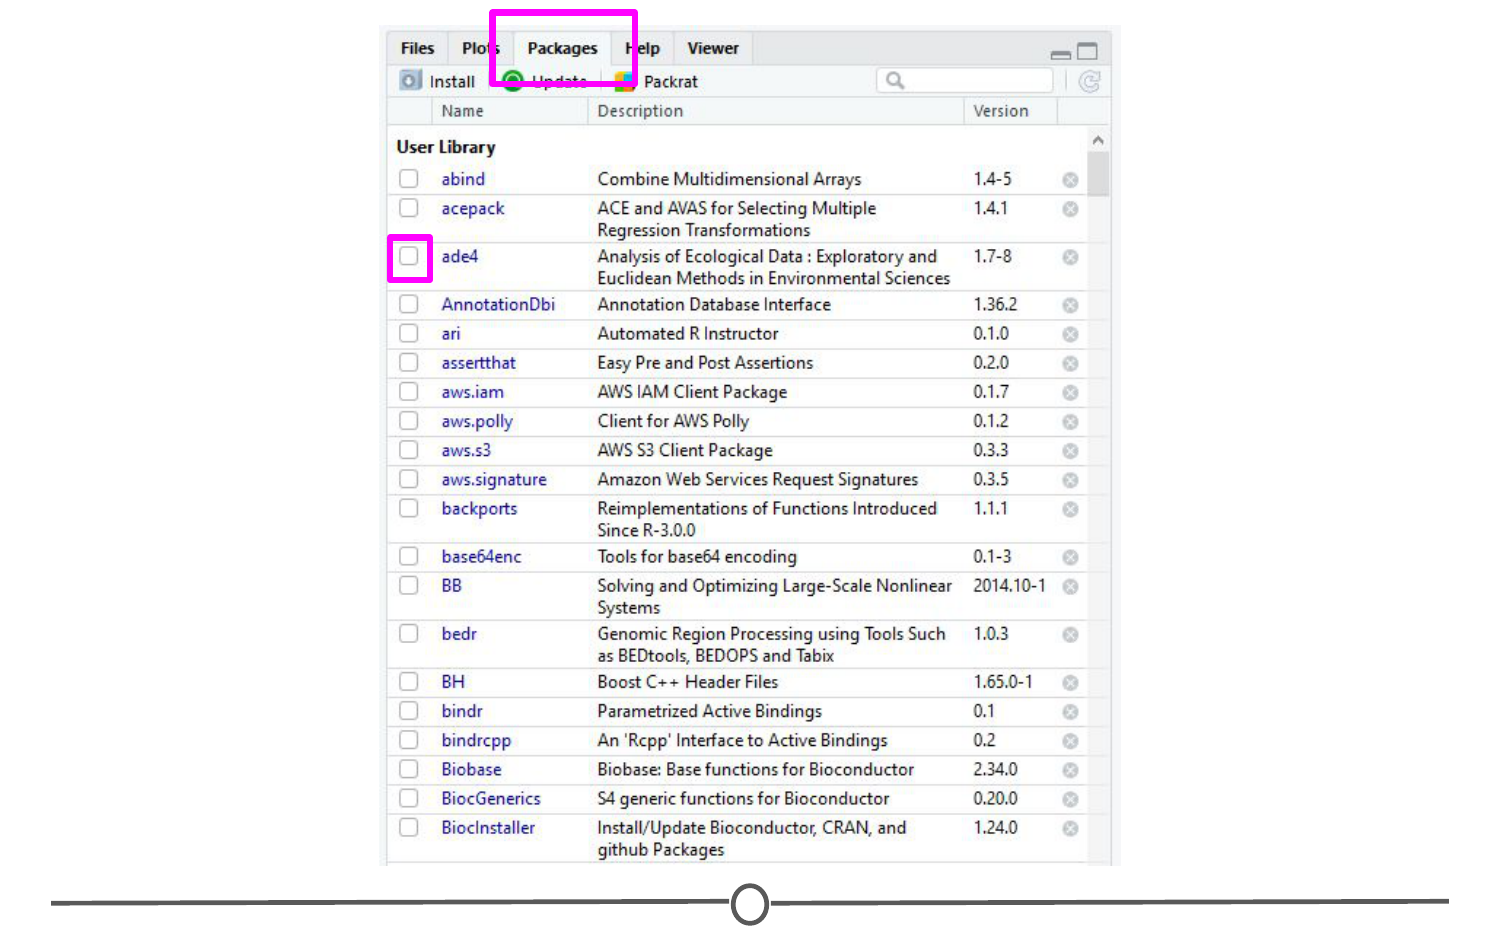 Files Plots Packages Help Viewer
Install Update Packrat
Name Description Version
User Library
abind Combine Multidimensional Arrays 1.4-5
acepack ACE and AVAS for Selecting Multiple 1.4.1
Regression Transformations
ade4 Analysis of Ecological Data : Exploratory and 1.7-8
Euclidean Methods in Environmental Sciences
AnnotationDbi Annotation Database Interface 1.36.2
ari Automated R Instructor 0.1.0
assertthat Easy Pre and Post Assertions 0.2.0
aws.iam AWS IAM Client Package 0.1.7
aws.polly Client for AWS Polly 0.1.2
aws.s3 AWS S3 Client Package 0.3.3
aws.signature Amazon Web Services Request Signatures 0.3.5
backports Reimplementations of Functions Introduced 1.1.1
Since R-3.0.0
base64enc Tools for base64 encoding 0.1-3
BB Solving and Optimizing Large-Scale Nonlinear 2014.10-1
Systems
bedr Genomic Region Processing using Tools Such 1.0.3
as BEDtools, BEDOPS and Tabix
BH Boost C++ Header Files 1.65.0-1
bindr Parametrized Active Bindings 0.1
bindrcpp An 'Rcpp' Interface to Active Bindings 0.2
Biobase Biobase: Base functions for Bioconductor 2.34.0
BiocGenerics S4 generic functions for Bioconductor 0.20.0
BiocInstaller Install/Update Bioconductor, CRAN, and 1.24.0
github Packages